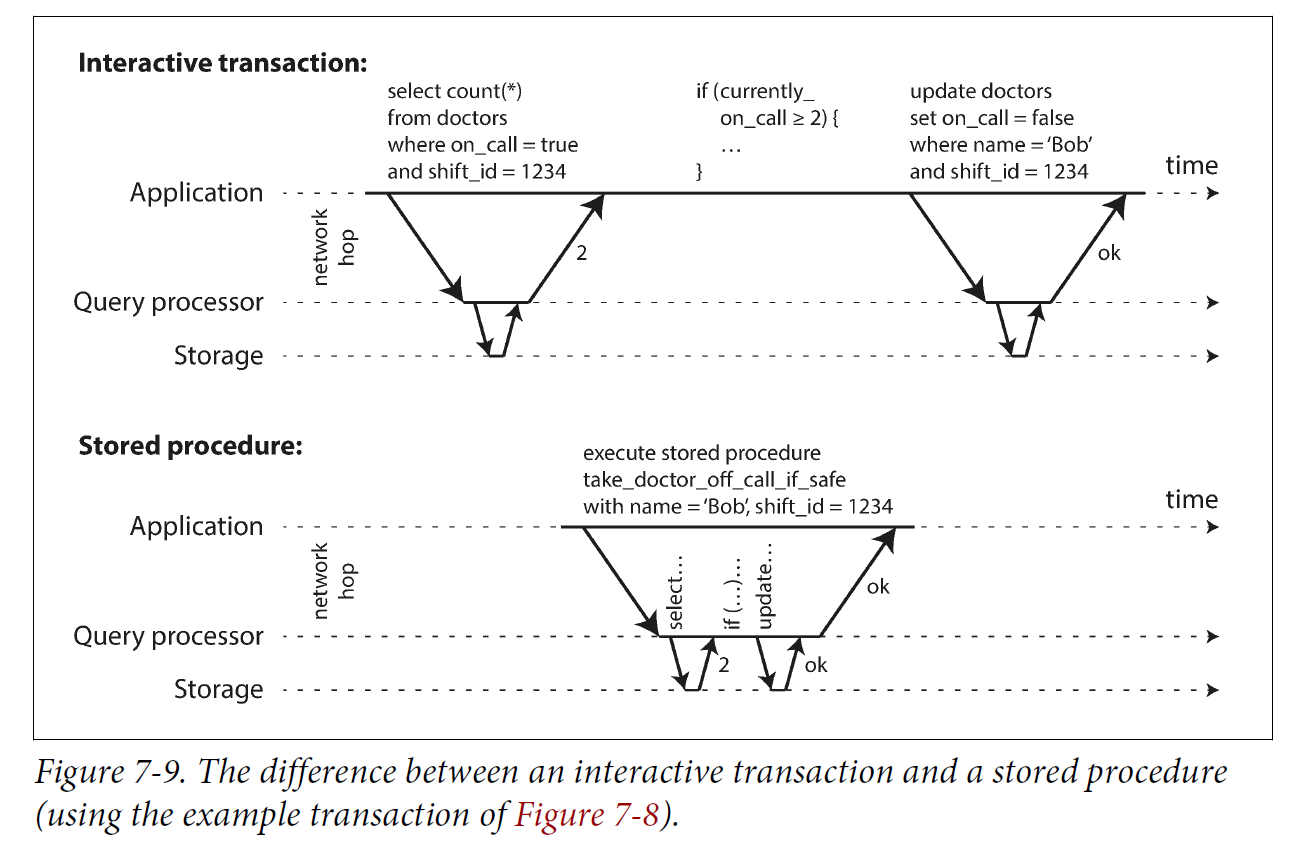 Interactive transaction:
select count(*)
from doctors
where on_call = true
and shift_id = 1234
if (currently_
on_call ≥ 2) {
…
}
update doctors
set on_call = false
where name = ‘Bob’
and shift_id = 1234
time
Application
network
hop
2
ok
Query processor
Storage
Stored procedure:
execute stored procedure
take_doctor_off_call_if_safe
with name = ‘Bob’, shift_id = 1234
time
Application
network
hop
select…
if (…)…
update…
ok
Query processor
2
ok
Storage
Figure 7-9. The difference between an interactive transaction and a stored procedure
(using the example transaction of Figure 7-8).